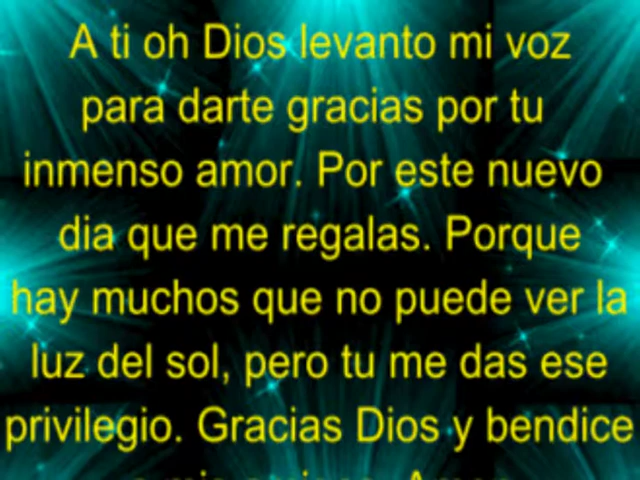 A ti oh Dios levanto mi voz
para darte gracias por tu
inmenso amor. Por este nuevo
dia que me regalas. Porque
hay muchos que no puede ver la
luz del sol, pero tu me das ese
privilegio. Gracias Dios y bendice